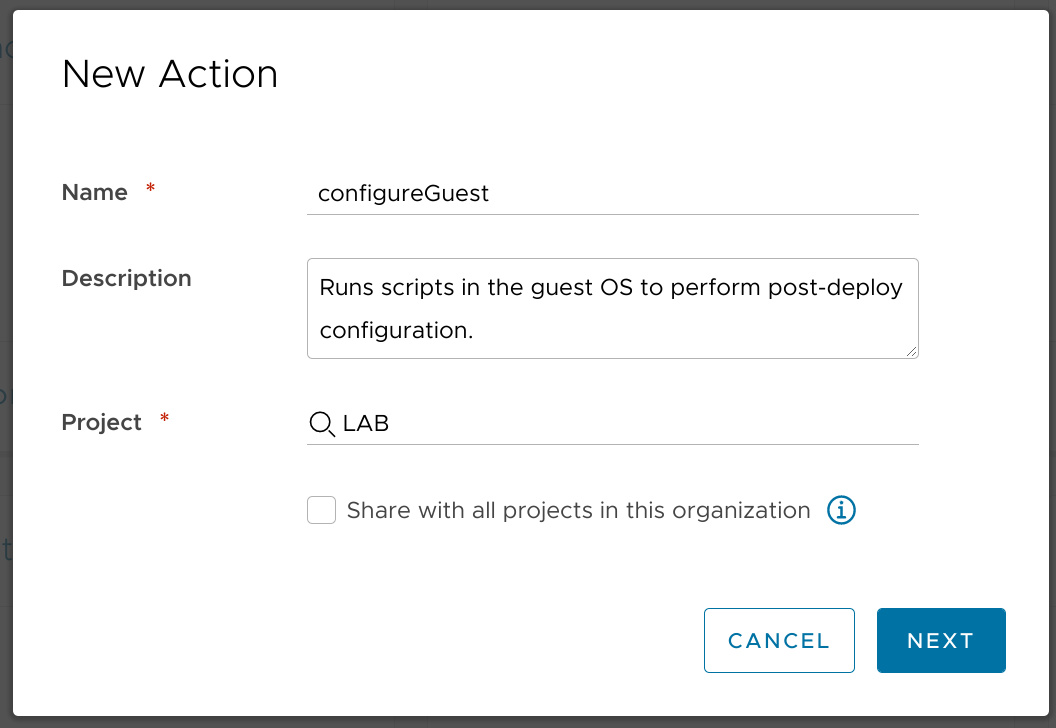 New Action
Name *
configureGuest
Description
Runs scripts in the guest OS to perform post-deploy
configuration.
Project *
LAB
Share with all projects in this organization
CANCEL
NEXT